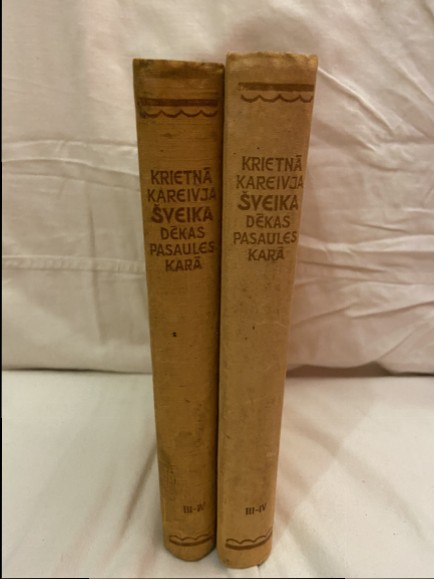 KRIETNĀ
KAREIVJA
ŠVEIKA
DĒKAS
PASAULES
KARĀ
III-IV
KRIETNĀ
KAREIVJA
ŠVEIKA
DĒKAS
PASAULES
KARĀ
III-IV